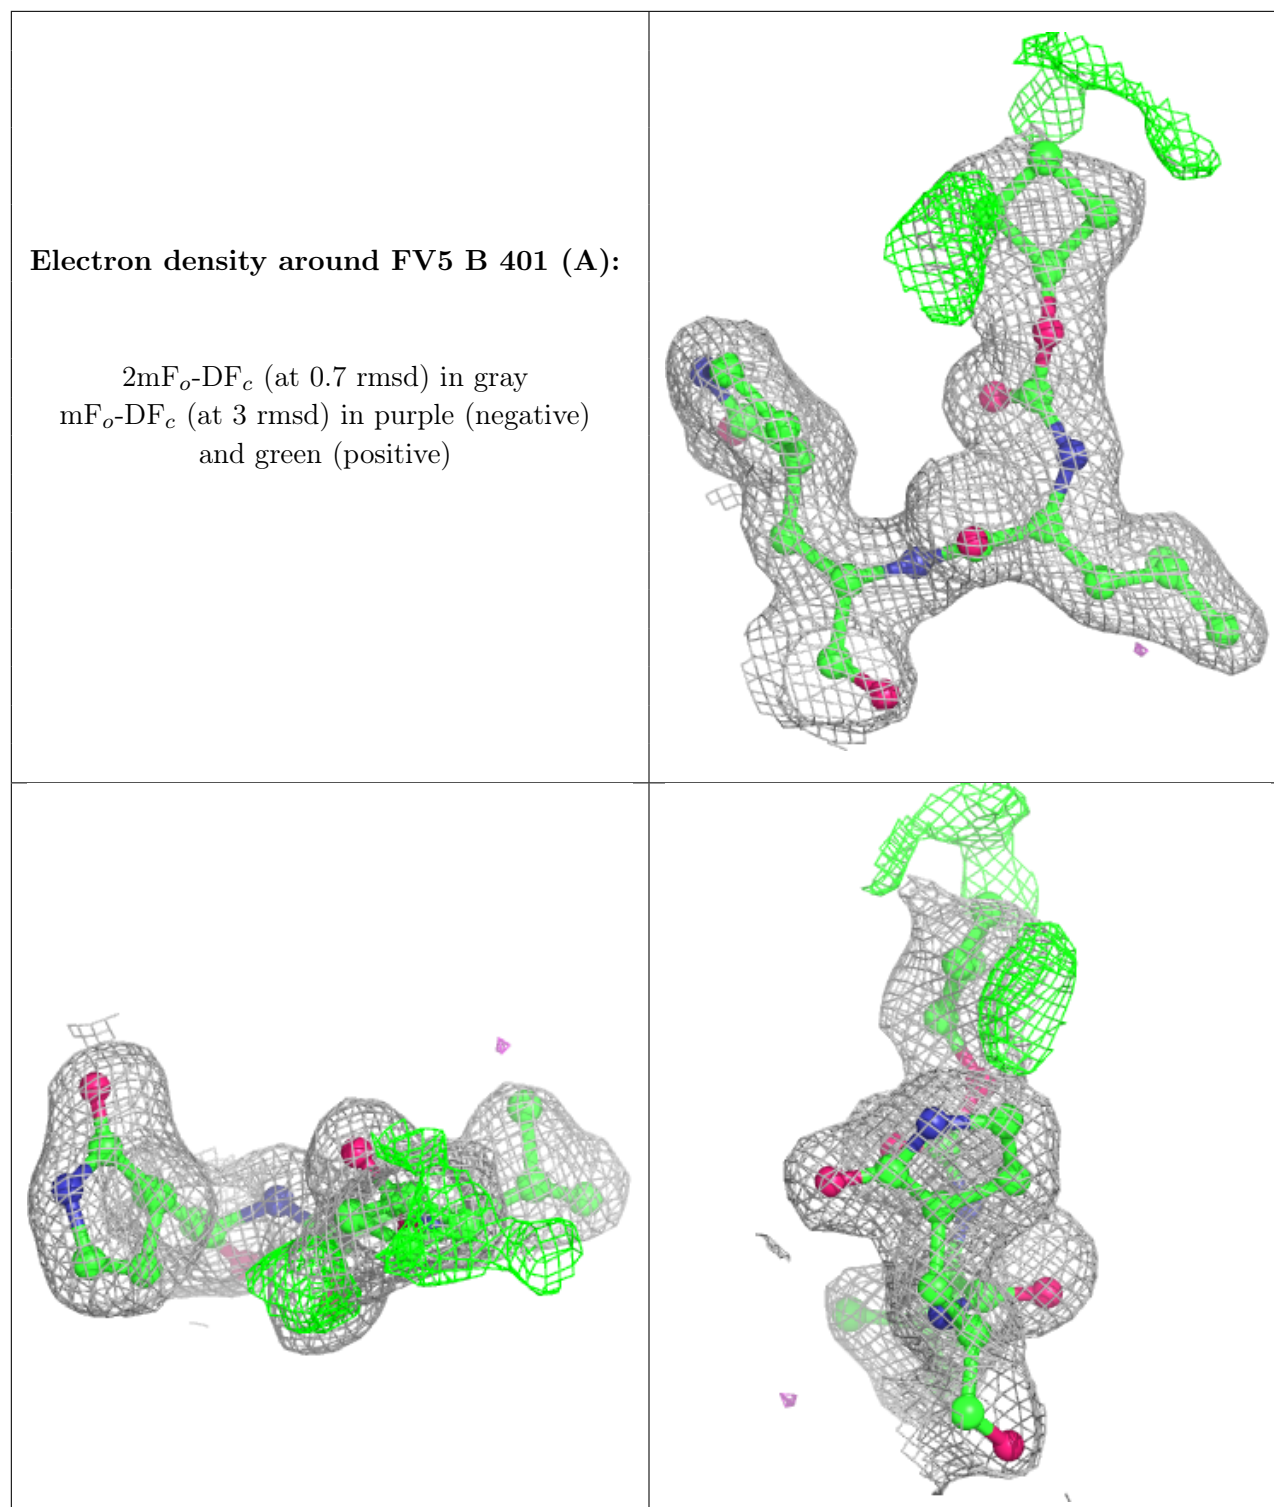 Electron density around FV5 B 401 (A):
2mFₒ-DF𝒸 (at 0.7 rmsd) in gray
mFₒ-DF𝒸 (at 3 rmsd) in purple (negative)
and green (positive)